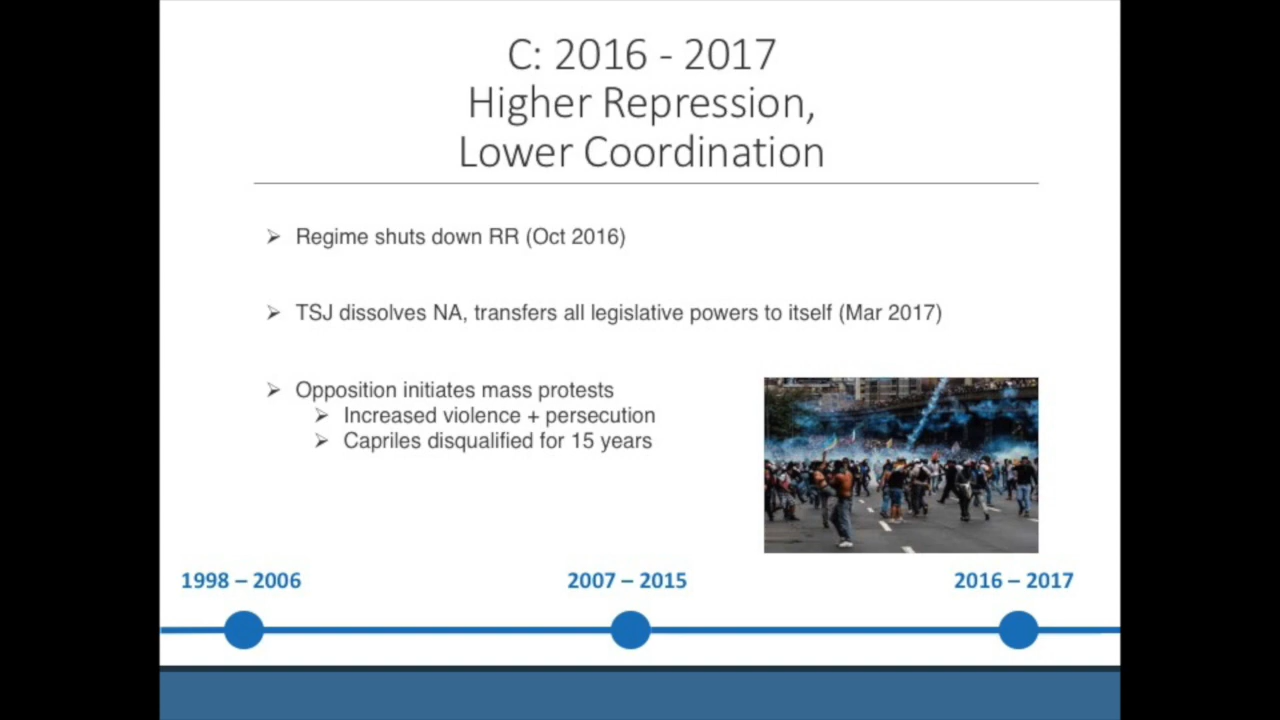 C: 2016 - 2017
Higher Repression,
Lower Coordination
➢ Regime shuts down RR (Oct 2016)
➢ TSJ dissolves NA, transfers all legislative powers to itself (Mar 2017)
➢ Opposition initiates mass protests
➢ Increased violence + persecution
➢ Capriles disqualified for 15 years
1998 – 2006
2007 – 2015
2016 – 2017